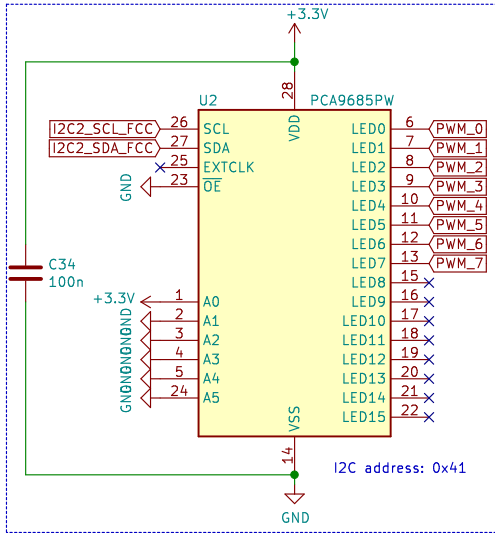 +3.3V
U2 PCA9685PW
28
VDD
I2C2_SCL_FCC 26 SCL LED0 6 PWM_0
I2C2_SDA_FCC 27 SDA LED1 7 PWM_1
25 EXTCLK LED2 8 PWM_2
GND 23 OE LED3 9 PWM_3
LED4 10 PWM_4
LED5 11 PWM_5
LED6 12 PWM_6
LED7 13 PWM_7
LED8 15
+3.3V 1 A0 LED9 16
GND 2 A1 LED10 17
GND 3 A2 LED11 18
GND 4 A3 LED12 19
GND 5 A4 LED13 20
GND 24 A5 LED14 21
LED15 22
C34
100n
VSS
14
I2C address: 0x41
GND